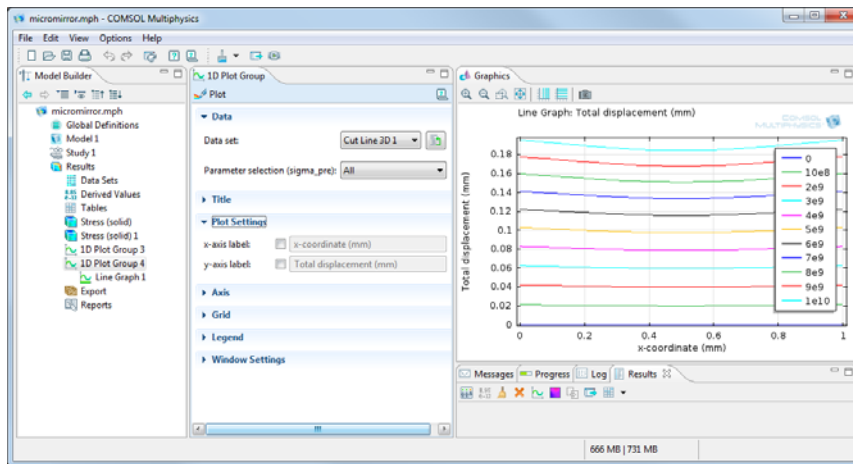 micromirror.mph - COMSOL Multiphysics
File Edit View Options Help
Model Builder
micromirror.mph
Global Definitions
Model 1
Study 1
Results
Data Sets
Derived Values
Tables
Stress (solid)
Stress (solid) 1
1D Plot Group 3
1D Plot Group 4
Line Graph 1
Export
Reports
1D Plot Group
Plot
Data
Data set: Cut Line 3D 1
Parameter selection (sigma_pre): All
Title
Plot Settings
x-axis label: x-coordinate (mm)
y-axis label: Total displacement (mm)
Axis
Grid
Legend
Window Settings
Graphics
Line Graph: Total displacement (mm)
COMSOL
MULTIPHYSICS
Total displacement (mm)
0.18
0.16
0.14
0.12
0.1
0.08
0.06
0.04
0.02
0
0 0.2 0.4 0.6 0.8 1
x-coordinate (mm)
0
10e8
2e9
3e9
4e9
5e9
6e9
7e9
8e9
9e9
1e10
Messages Progress Log Results
666 MB | 731 MB